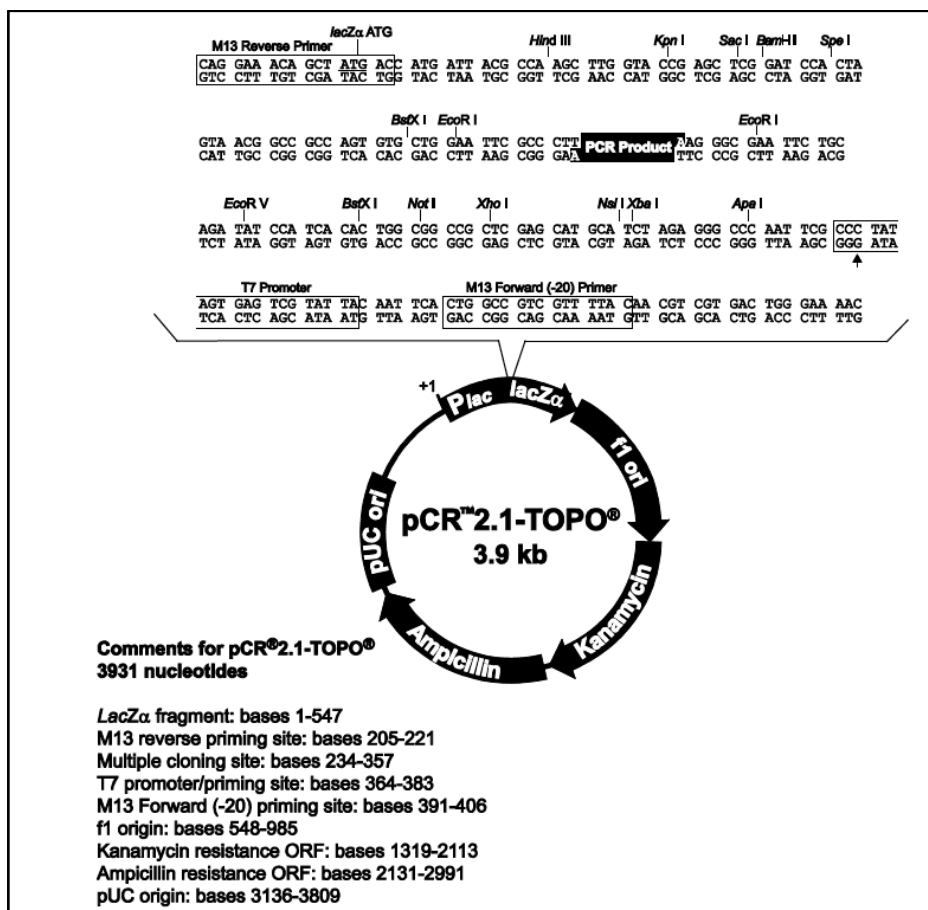 lacZα ATG
M13 Reverse Primer Hind III Kpn I Sac I BamH I Spe I
CAG GAA ACA GCT ATG ACC ATG ATT ACG CCA AGC TTG GTA CCG AGC TCG GAT CCA CTA
GTC CTT TGT CGA TAC TGG TAC TAA TGC GGT TCG AAC CAT GGC TCG AGC CTA GGT GAT
BstX I EcoR I EcoR I
GTA ACG GCC GCC AGT GTG CTG GAA TTC GCC CTT PCR Product AAG GGC GAA TTC TGC
CAT TGC CGG CGG TCA CAC GAC CTT AAG CGG GAA TTC CCG CTT AAG ACG
EcoR V BstX I Not I Xho I Nsi I Xba I Apa I
AGA TAT CCA TCA CAC TGG CGG CCG CTC GAG CAT GCA TCT AGA GGG CCC AAT TCG CCC TAT
TCT ATA GGT AGT GTG ACC GCC GGC GAG CTC GTA CGT AGA TCT CCC GGG TTA AGC GGG ATA
T7 Promoter M13 Forward (-20) Primer
AGT GAG TCG TAT TAC AAT TCA CTG GCC GTC GTT TTA CAA CGT CGT GAC TGG GAA AAC
TCA CTC AGC ATA ATG TTA AGT GAC CGG CAG CAA AAT GTT GCA GCA CTG ACC CTT TTG
+1
Plac lacZα
f1 ori
pUC ori
pCR™2.1-TOPO®
3.9 kb
Kanamycin
Ampicillin
Comments for pCR®2.1-TOPO®
3931 nucleotides
LacZα fragment: bases 1-547
M13 reverse priming site: bases 205-221
Multiple cloning site: bases 234-357
T7 promoter/priming site: bases 364-383
M13 Forward (-20) priming site: bases 391-406
f1 origin: bases 548-985
Kanamycin resistance ORF: bases 1319-2113
Ampicillin resistance ORF: bases 2131-2991
pUC origin: bases 3136-3809